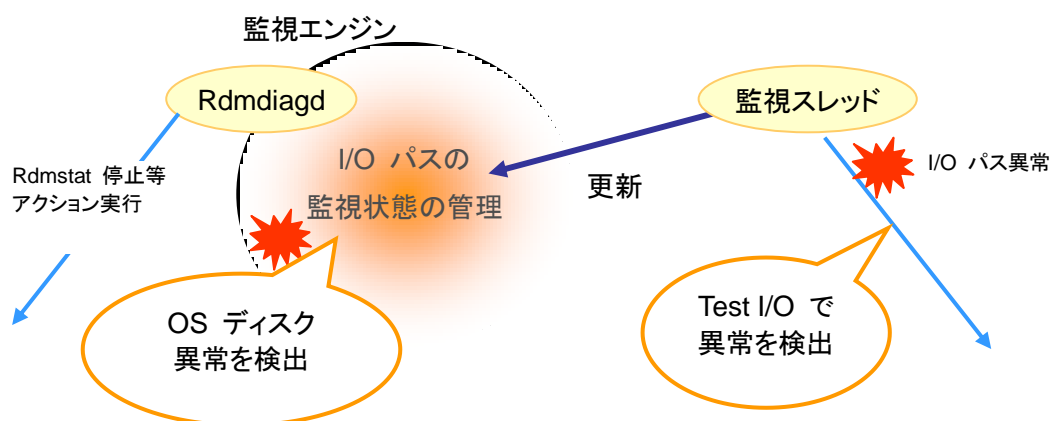 監視エンジン
Rdmdiagd
監視スレッド
I/O パスの
監視状態の管理
Rdmstat 停止等
アクション実行
更新
I/O パス異常
OS ディスク
異常を検出
Test I/O で
異常を検出